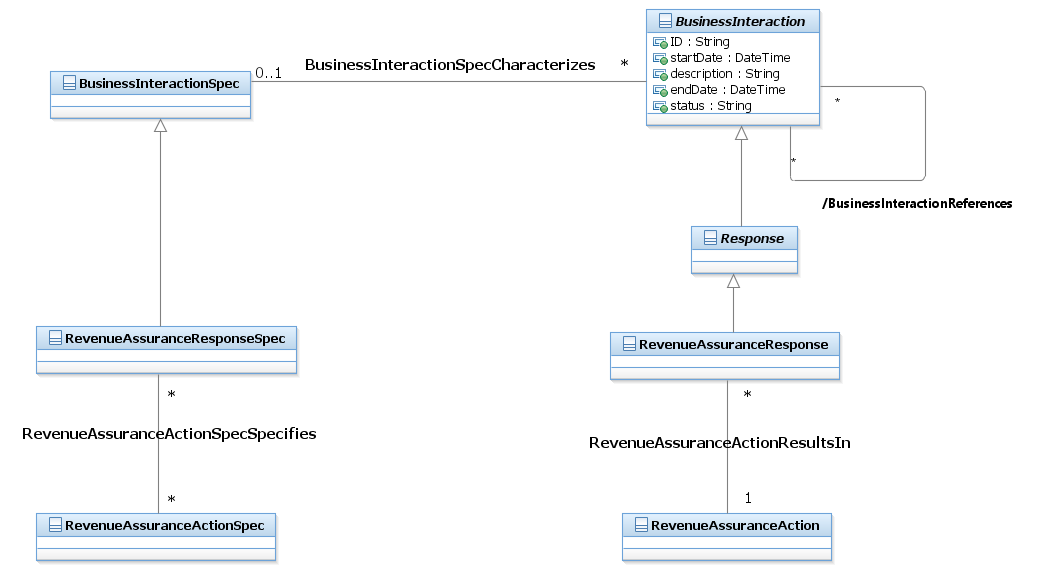 BusinessInteraction
ID : String
startDate : DateTime
description : String
endDate : DateTime
status : String
BusinessInteractionSpec
0..1
BusinessInteractionSpecCharacterizes
*
*
*
/BusinessInteractionReferences
Response
RevenueAssuranceResponseSpec
RevenueAssuranceResponse
*
*
RevenueAssuranceActionSpecSpecifies
RevenueAssuranceActionResultsIn
*
1
RevenueAssuranceActionSpec
RevenueAssuranceAction